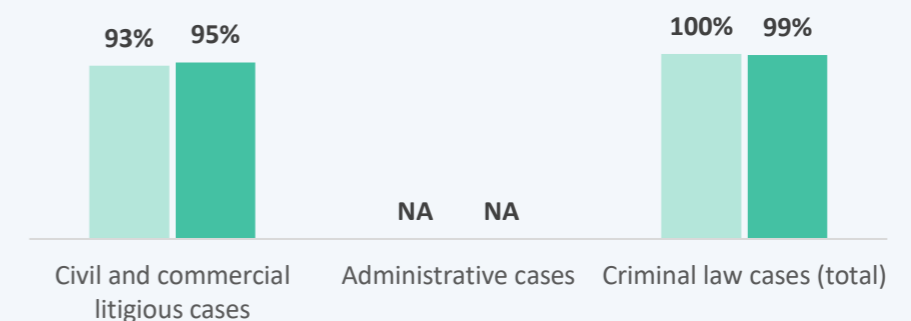 93% 95%
100% 99%
NA NA
Civil and commercial
litigious cases
Administrative cases
Criminal law cases (total)